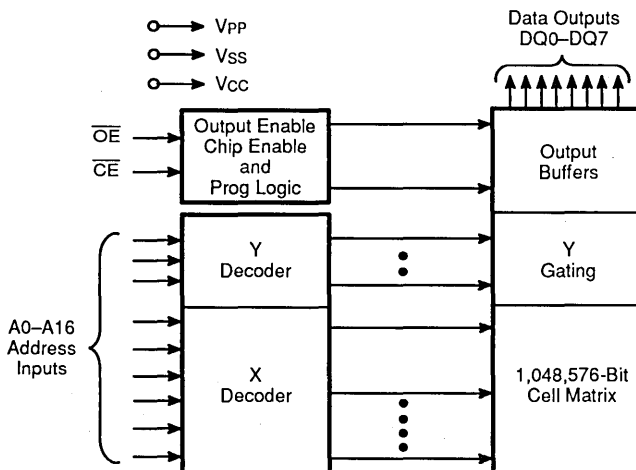 Data Outputs
DQ0–DQ7
VPP
VSS
VCC
OE
CE
Output Enable
Chip Enable
and
Prog Logic
Output
Buffers
Y
Decoder
Y
Gating
A0–A16
Address
Inputs
X
Decoder
1,048,576-Bit
Cell Matrix